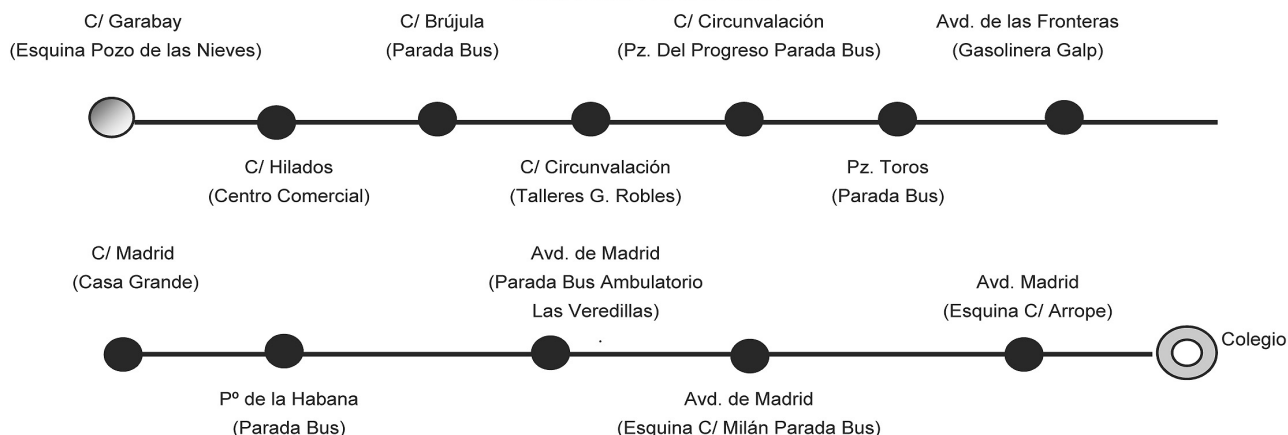 C/ Garabay
(Esquina Pozo de las Nieves)
C/ Brújula
(Parada Bus)
C/ Circunvalación
(Pz. Del Progreso Parada Bus)
Avd. de las Fronteras
(Gasolinera Galp)
C/ Hilados
(Centro Comercial)
C/ Circunvalación
(Talleres G. Robles)
Pz. Toros
(Parada Bus)
C/ Madrid
(Casa Grande)
Avd. de Madrid
(Parada Bus Ambulatorio
Las Veredillas)
Avd. Madrid
(Esquina C/ Arrope)
Colegio
Pº de la Habana
(Parada Bus)
Avd. de Madrid
(Esquina C/ Milán Parada Bus)